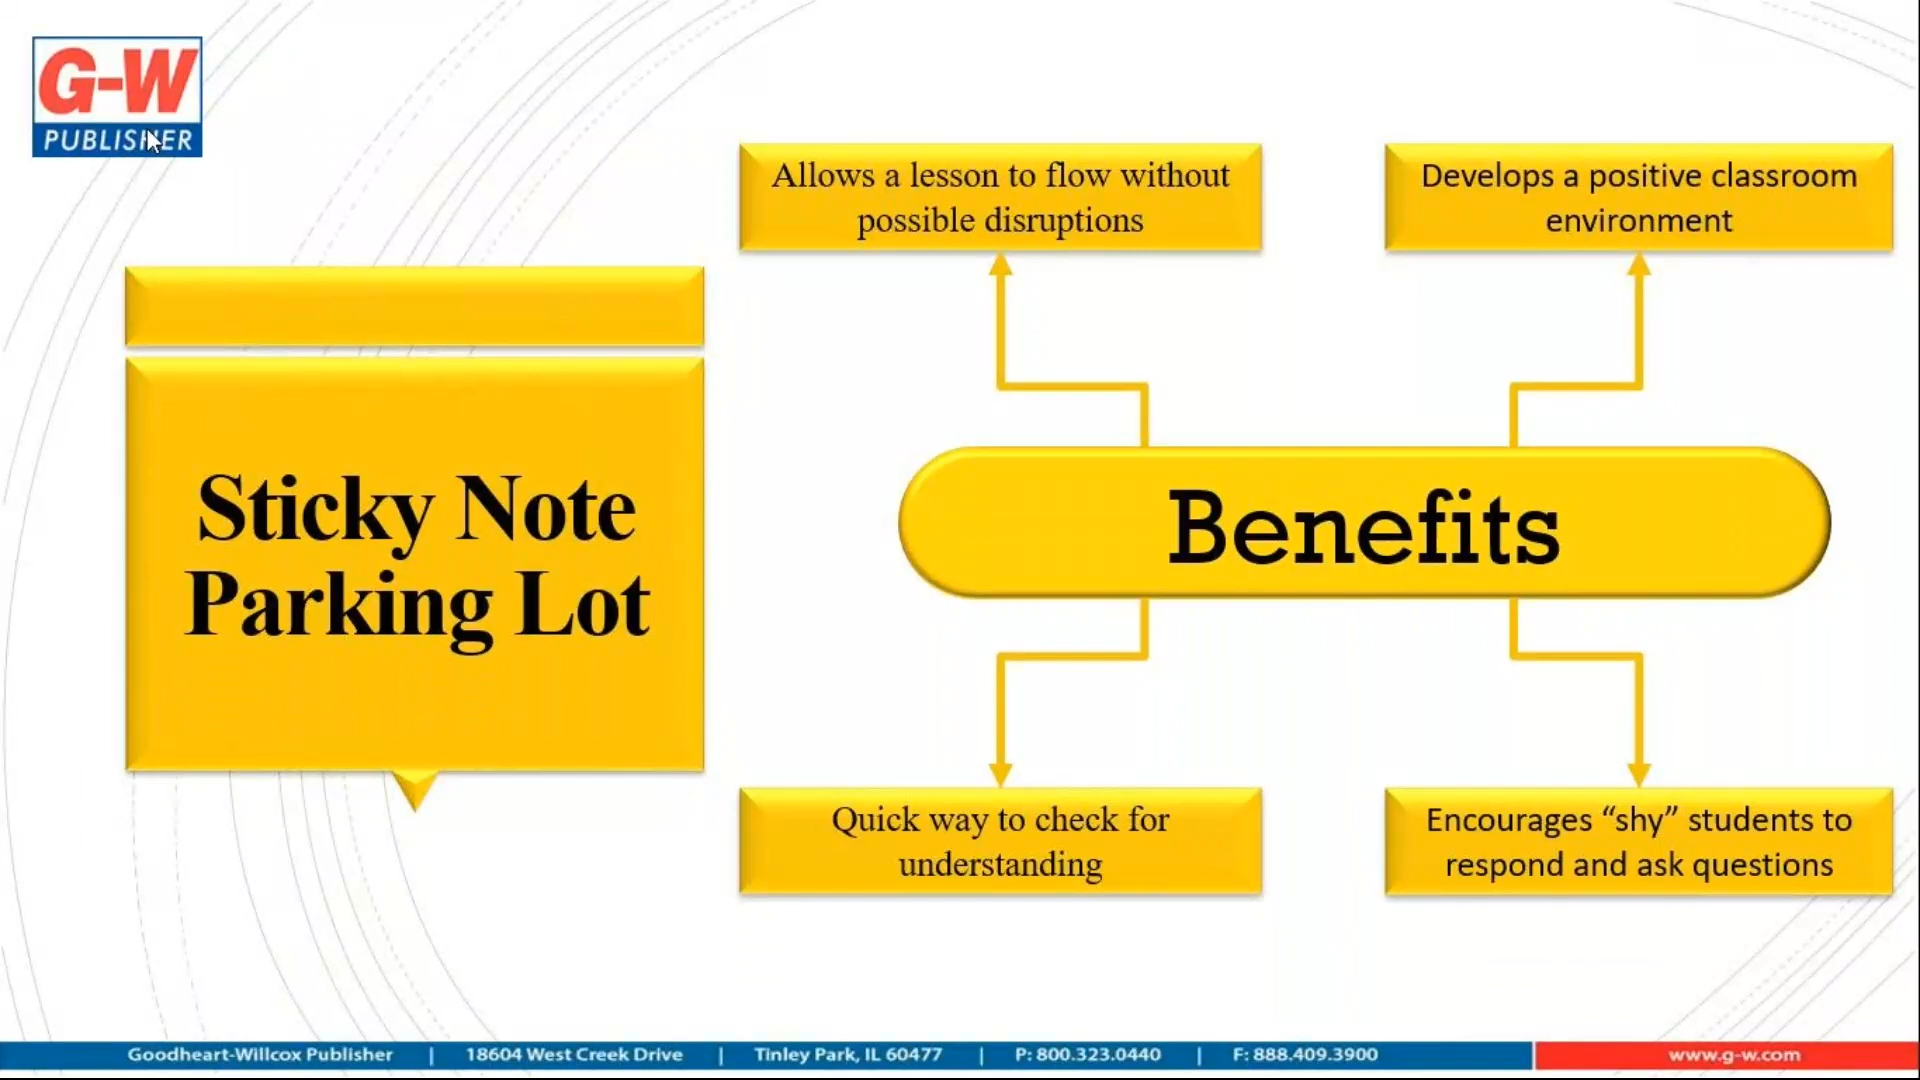 G-W
PUBLISHER
Allows a lesson to flow without
possible disruptions
Develops a positive classroom
environment
Sticky Note
Parking Lot
Benefits
Quick way to check for
understanding
Encourages “shy” students to
respond and ask questions
Goodheart-Willcox Publisher | 18604 West Creek Drive | Tinley Park, IL 60477 | P: 800.323.0440 | F: 888.409.3900 www.g-w.com